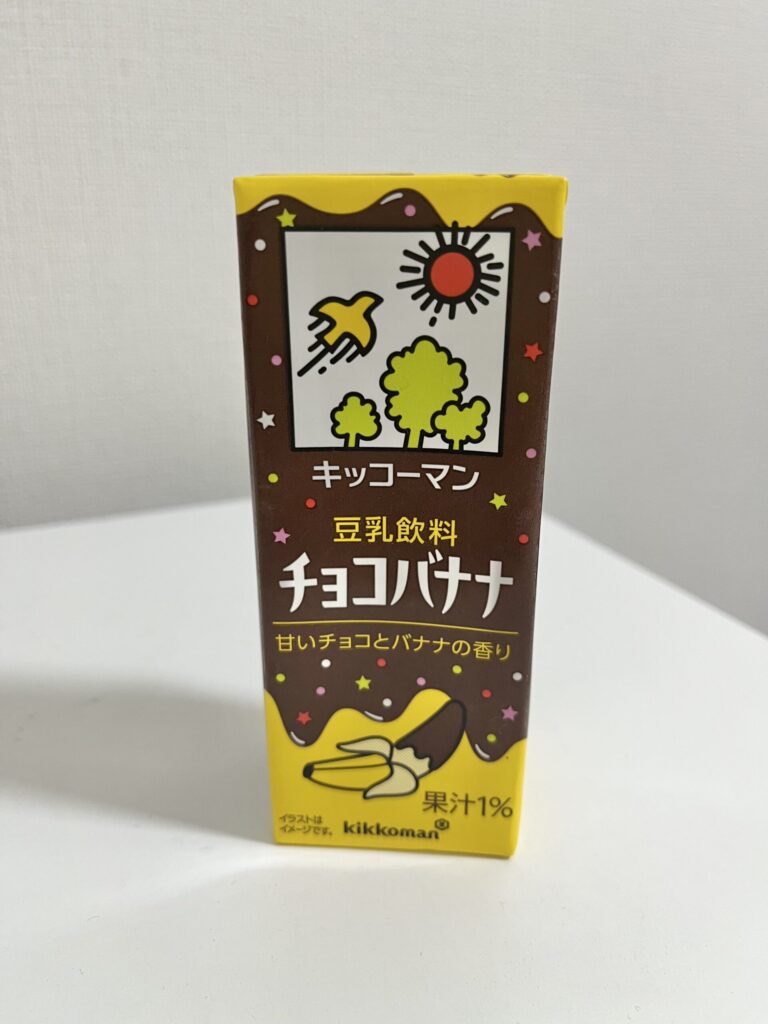 キッコーマン
豆乳飲料
チョコバナナ
甘いチョコとバナナの香り
果汁1%
イラストは
イメージです。
kikkoman